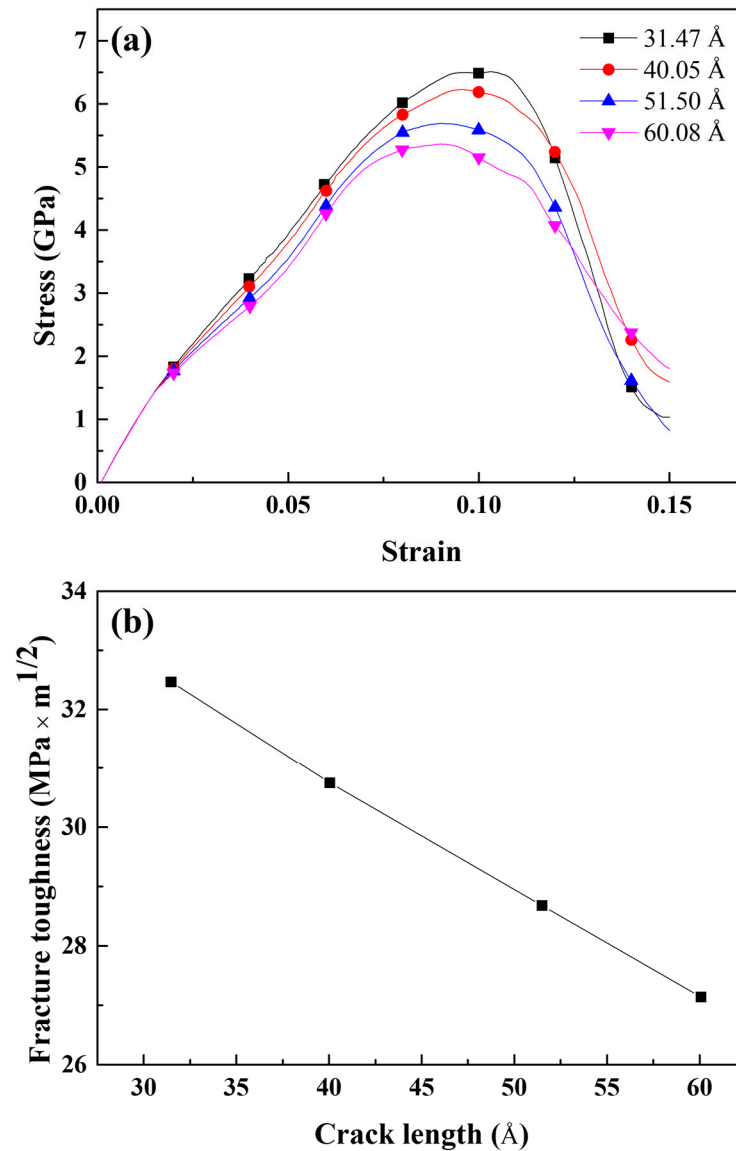 (a)
31.47 Å
40.05 Å
51.50 Å
60.08 Å
7
6
5
4
3
2
1
0
Stress (GPa)
0.00 0.05 0.10 0.15
Strain
(b)
34
32
30
28
26
Fracture toughness (MPa × m^1/2)
30 35 40 45 50 55 60
Crack length (Å)